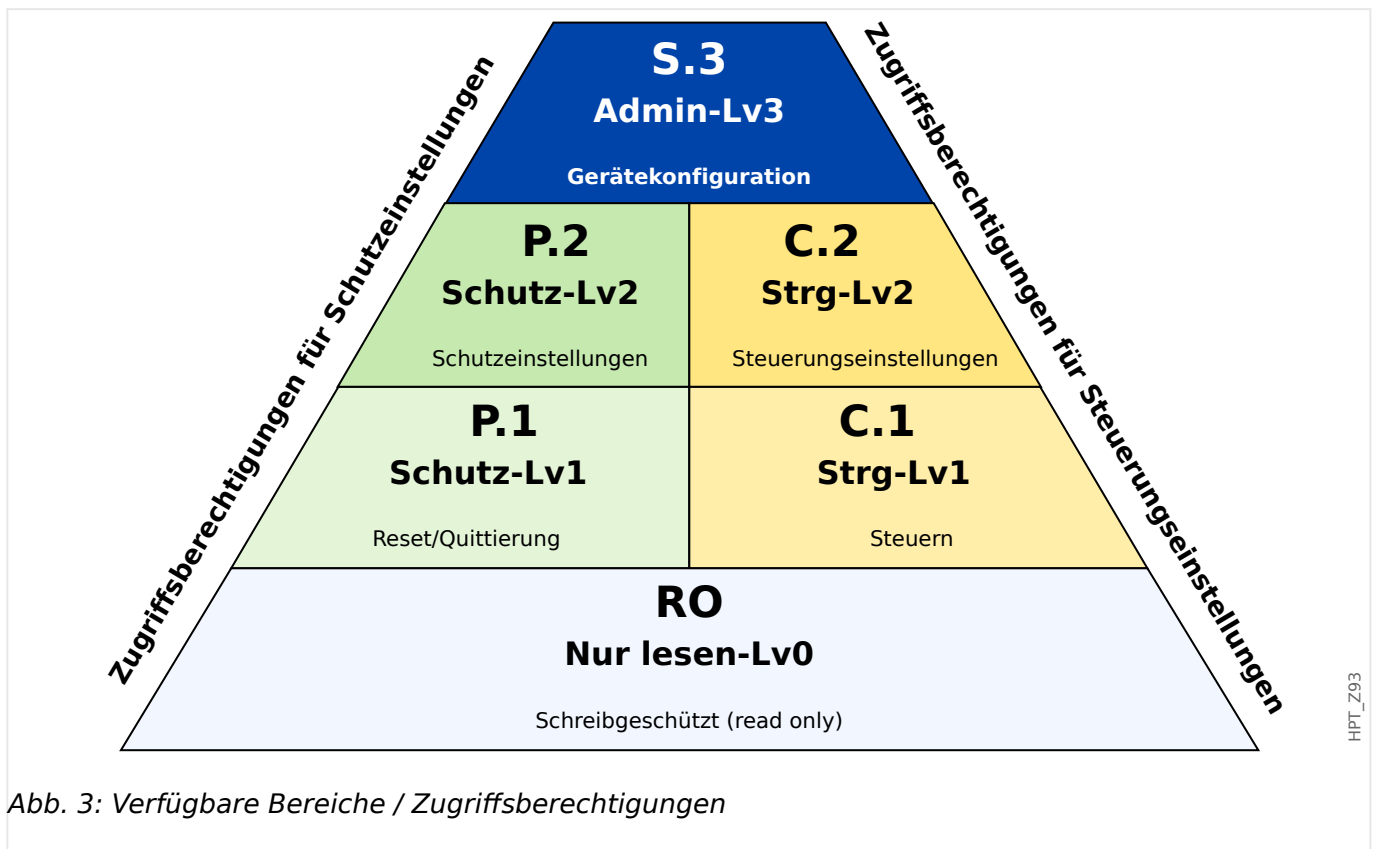 Zugriffsberechtigungen für Schutzeinstellungen
Zugriffsberechtigungen für Steuerungseinstellungen
S.3
Admin-Lv3
Gerätekonfiguration
P.2
Schutz-Lv2
Schutzeinstellungen
C.2
Strg-Lv2
Steuerungseinstellungen
P.1
Schutz-Lv1
Reset/Quittierung
C.1
Strg-Lv1
Steuern
RO
Nur lesen-Lv0
Schreibgeschützt (read only)
HPT_Z93
Abb. 3: Verfügbare Bereiche / Zugriffsberechtigungen